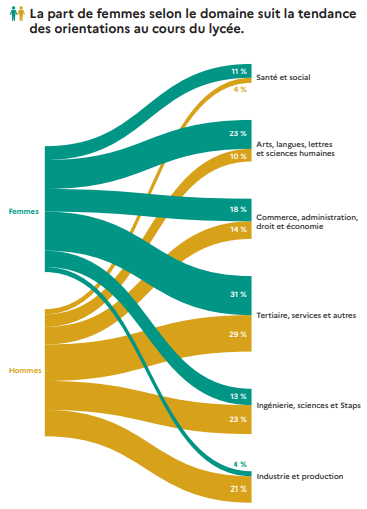 La part de femmes selon le domaine suit la tendance
des orientations au cours du lycée.
11 %
Santé et social
4 %
23 %
Arts, langues, lettres
et sciences humaines
10 %
Femmes
18 %
Commerce, administration,
droit et économie
14 %
31 %
Tertiaire, services et autres
29 %
Hommes
13 %
Ingénierie, sciences et Staps
23 %
4 %
Industrie et production
21 %